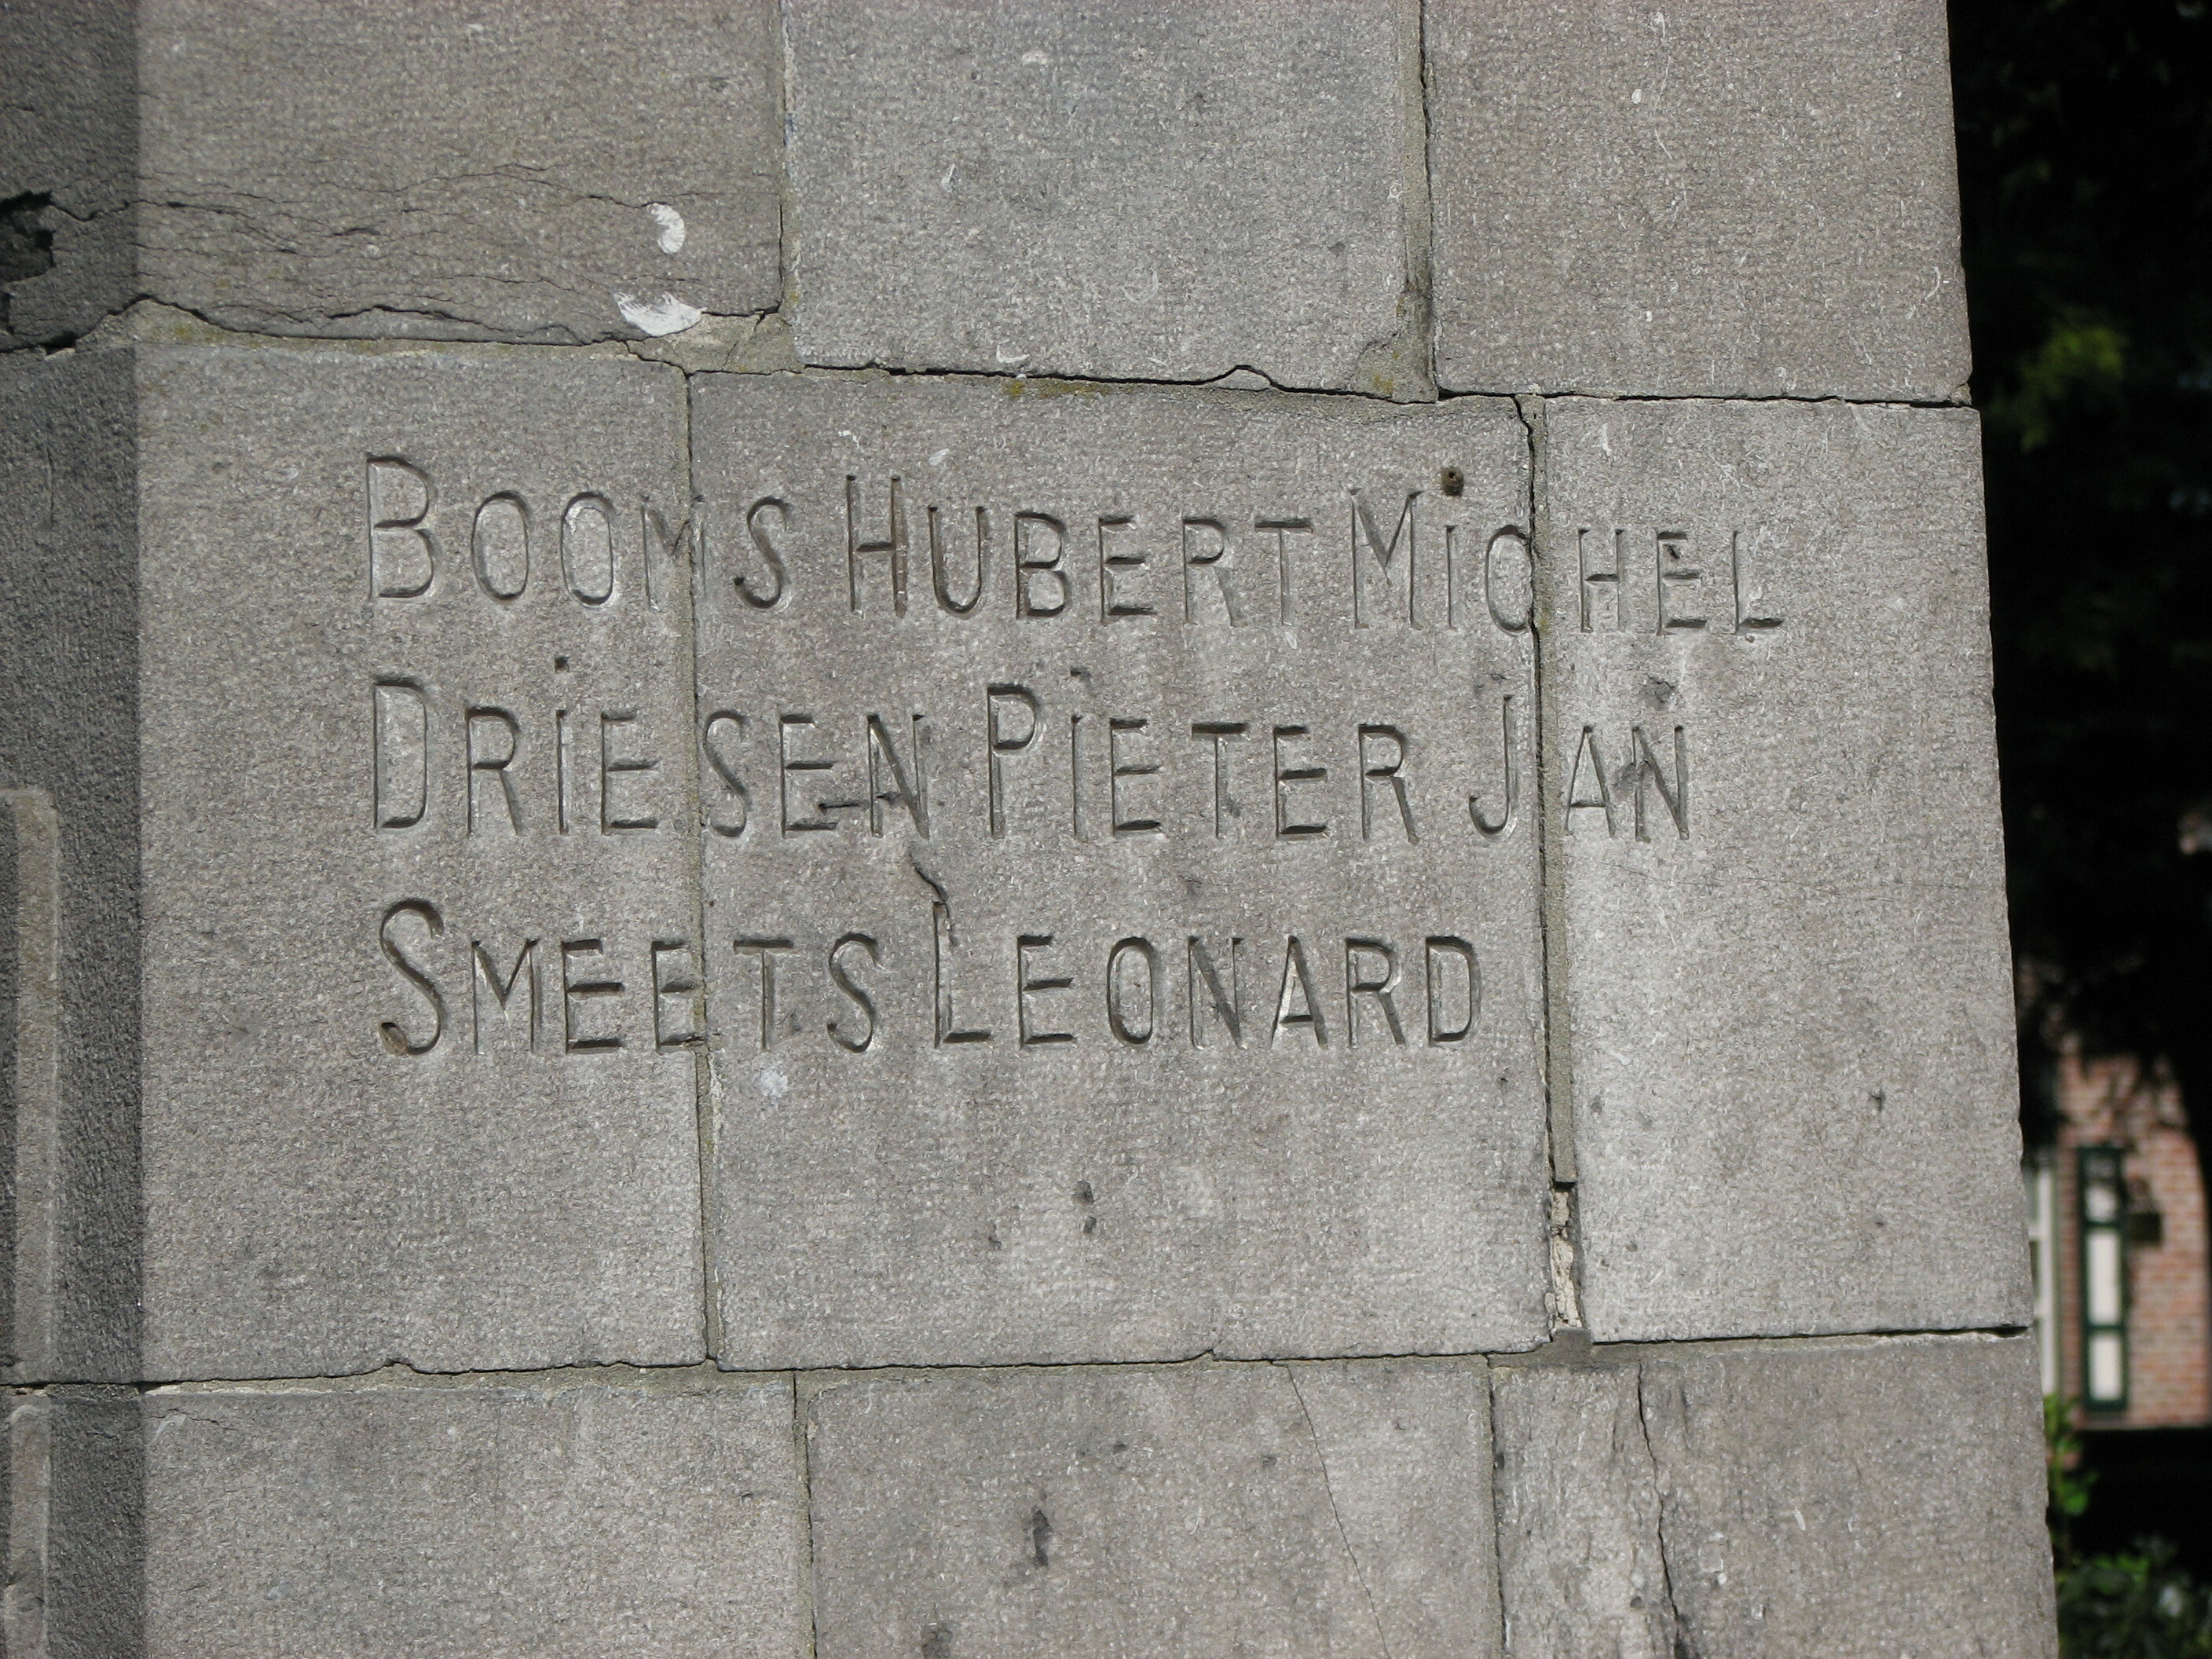 BOOMS HUBERT MiCHEL
DRiESEN PiETER JAN
SMEETS LEONARD